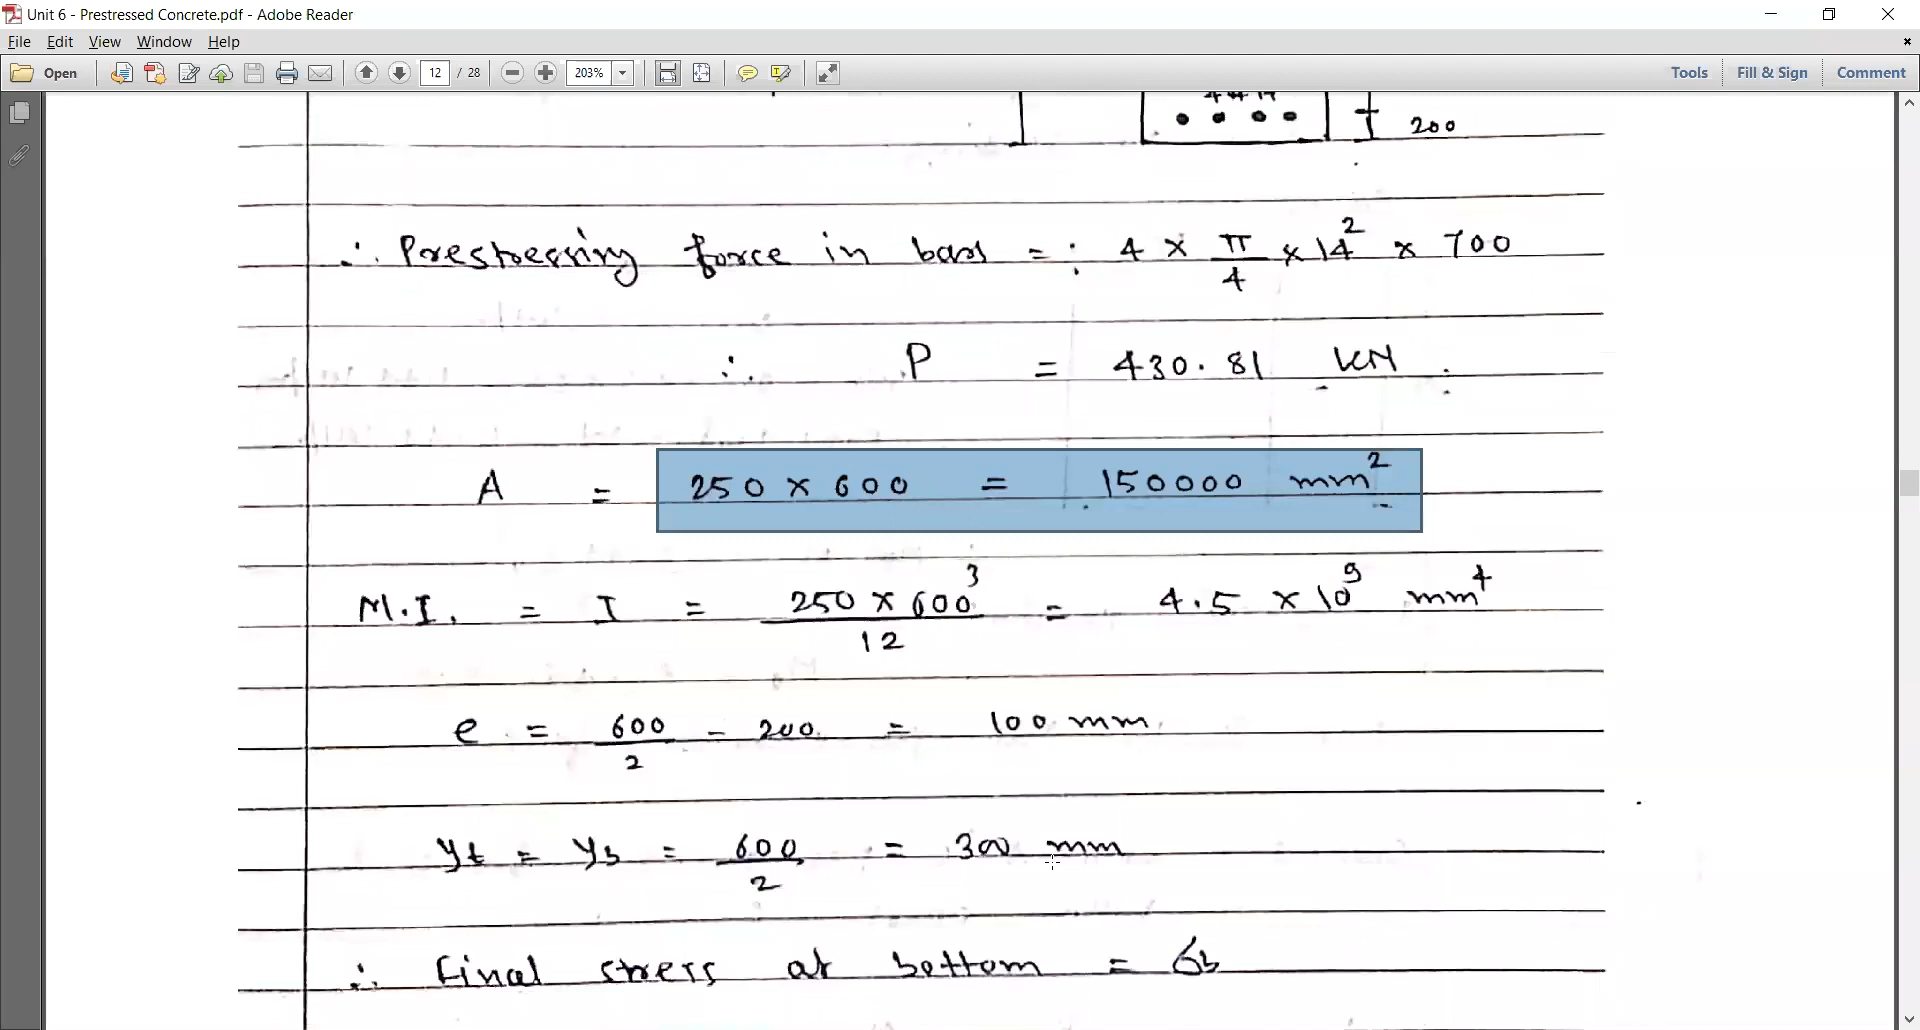 Unit 6 - Prestressed Concrete.pdf - Adobe Reader
File Edit View Window Help
Open 12 / 28 203% Tools Fill & Sign Comment
200
∴ Prestressing force in bars = 4 × π/4 × 14² × 700
∴ P = 430.81 kN
A = 250 × 600 = 150000 mm²
M.I. = I = 250 × 600³ / 12 = 4.5 × 10⁹ mm⁴
e = 600/2 - 200 = 100 mm
yt = yb = 600/2 = 300 mm
∴ Final stress at bottom = σb